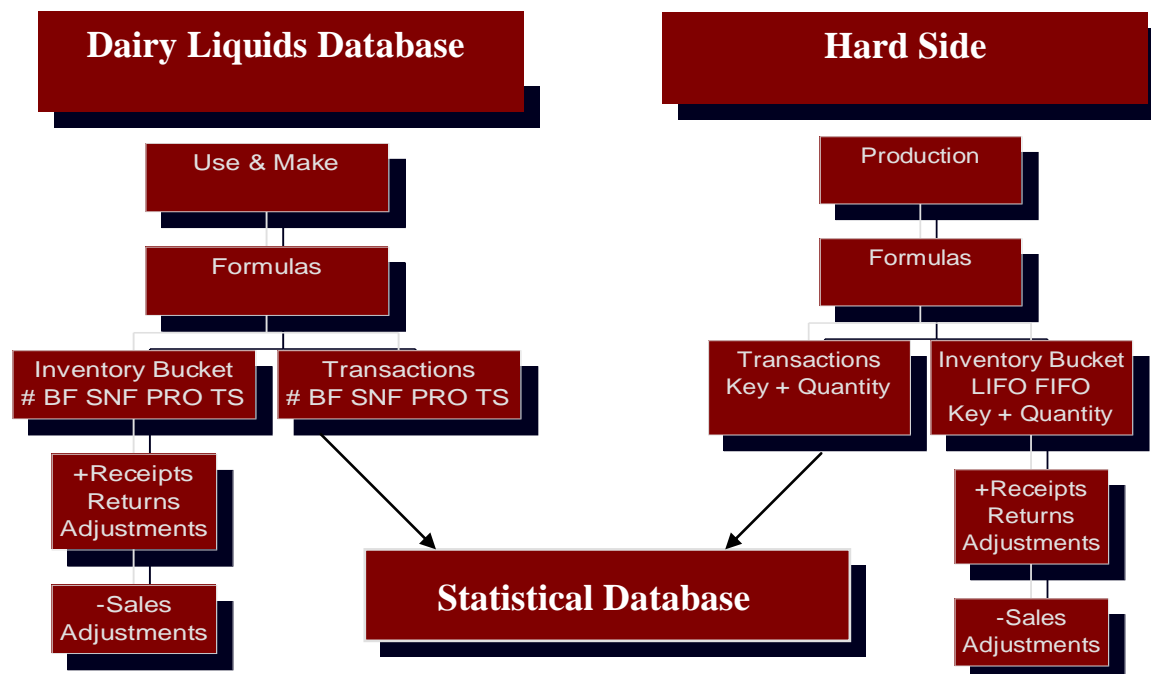 Dairy Liquids Database
Hard Side
Use & Make
Production
Formulas
Formulas
Inventory Bucket
# BF SNF PRO TS
Transactions
# BF SNF PRO TS
Transactions
Key + Quantity
Inventory Bucket
LIFO FIFO
Key + Quantity
+Receipts
Returns
Adjustments
+Receipts
Returns
Adjustments
-Sales
Adjustments
Statistical Database
-Sales
Adjustments